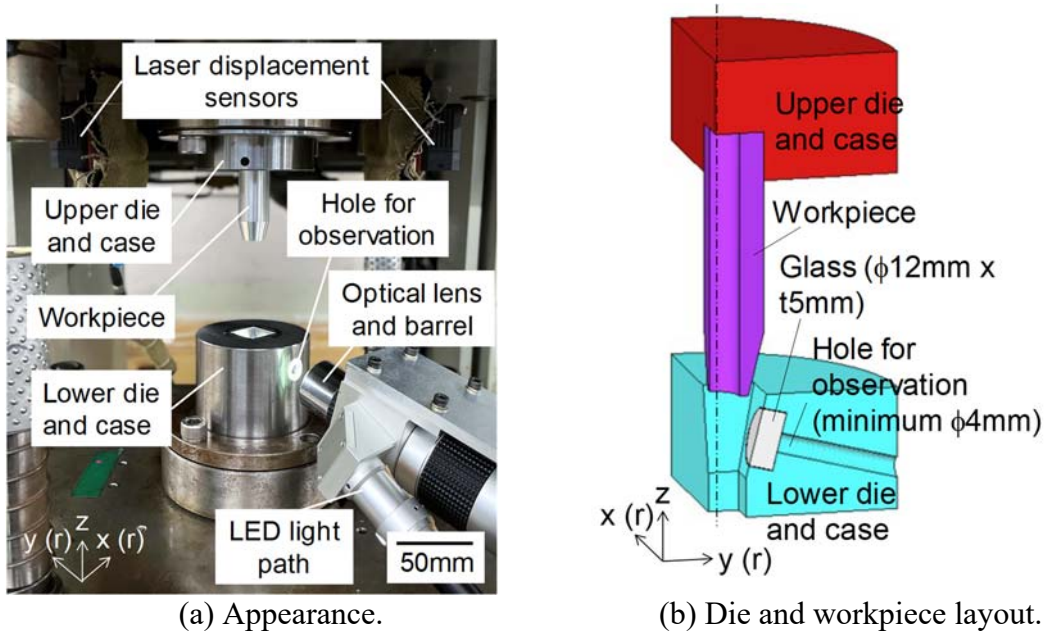 Laser displacement
sensors
Upper die
and case
Hole for
observation
Workpiece
Optical lens
and barrel
Lower die
and case
LED light
path
50mm
z
y (r)
x (r)
Upper die
and case
Workpiece
Glass (ϕ12mm x
t5mm)
Hole for
observation
(minimum ϕ4mm)
Lower die
and case
z
x (r)
y (r)
(a) Appearance.
(b) Die and workpiece layout.